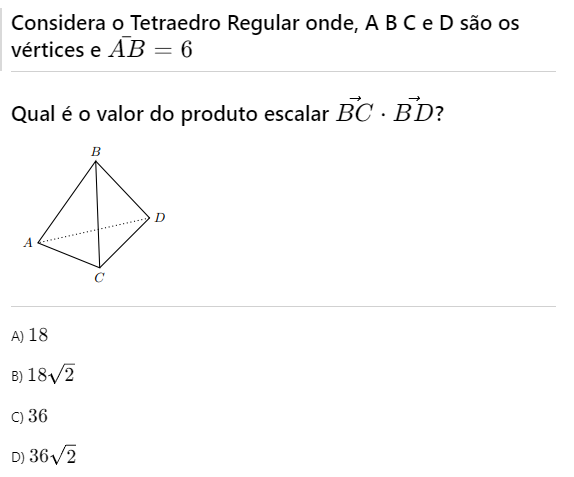 Considera o Tetraedro Regular onde, A B C e D são os
vértices e $\bar{AB} = 6$
Qual é o valor do produto escalar $\vec{BC} \cdot \vec{BD}$?
B
D
A
C
A) 18
B) $18\sqrt{2}$
C) 36
D) $36\sqrt{2}$